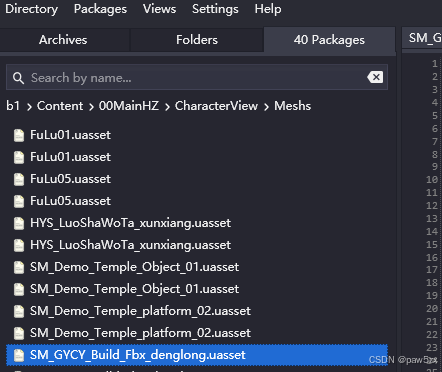 Directory Packages Views Settings Help
Archives Folders 40 Packages
SM_G
Search by name...
b1 > Content > 00MainHZ > CharacterView > Meshs
FuLu01.uasset
FuLu01.uasset
FuLu05.uasset
FuLu05.uasset
HYS_LuoShaWoTa_xunxiang.uasset
HYS_LuoShaWoTa_xunxiang.uasset
SM_Demo_Temple_Object_01.uasset
SM_Demo_Temple_Object_01.uasset
SM_Demo_Temple_platform_02.uasset
SM_Demo_Temple_platform_02.uasset
SM_GYCY_Build_Fbx_denglong.uasset
1
2
3
4
5
6
7
8
9
10
11
12
13
14
15
16
17
18
19
20
21
22
23
24
25
CSDN @paw5zx